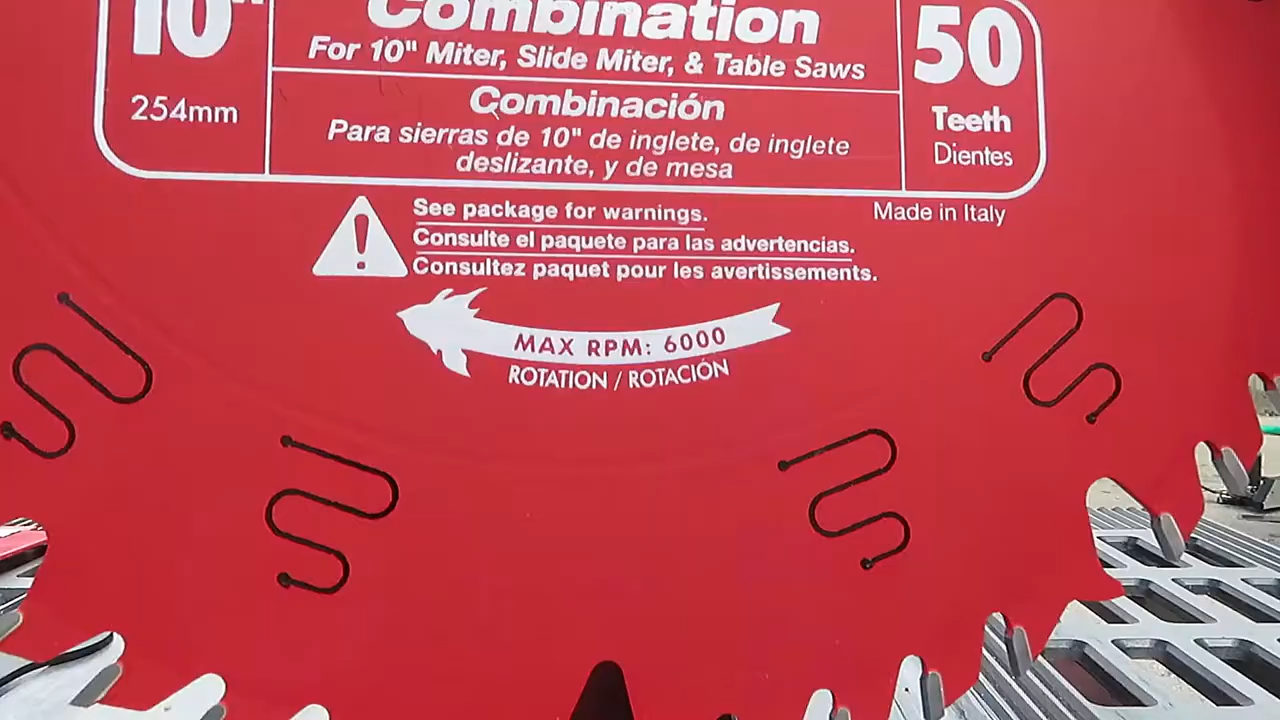 10"
254mm
Combination
For 10" Miter, Slide Miter, & Table Saws
Combinación
Para sierras de 10" de inglete, de inglete
deslizante, y de mesa
50
Teeth
Dientes
Made in Italy
See package for warnings.
Consulte el paquete para las advertencias.
Consultez paquet pour les avertissements.
MAX RPM: 6000
ROTATION / ROTACIÓN